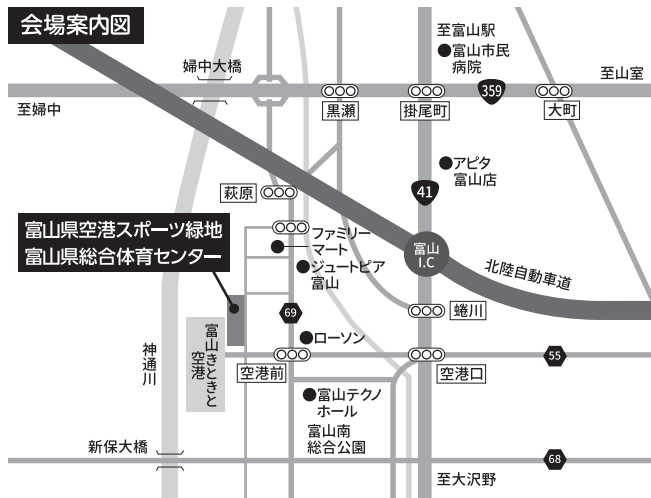 会場案内図
至富山駅
富山市民
病院
婦中大橋
至山室
359
至婦中
黒瀬
掛尾町
大町
アピタ
富山店
萩原
41
富山県空港スポーツ緑地
富山県総合体育センター
ファミリー
マート
富山
I.C
ジュートピア
富山
北陸自動車道
69
蜷川
ローソン
富山きときと
空港
神通川
空港前
空港口
55
富山テクノ
ホール
富山南
総合公園
新保大橋
68
至大沢野